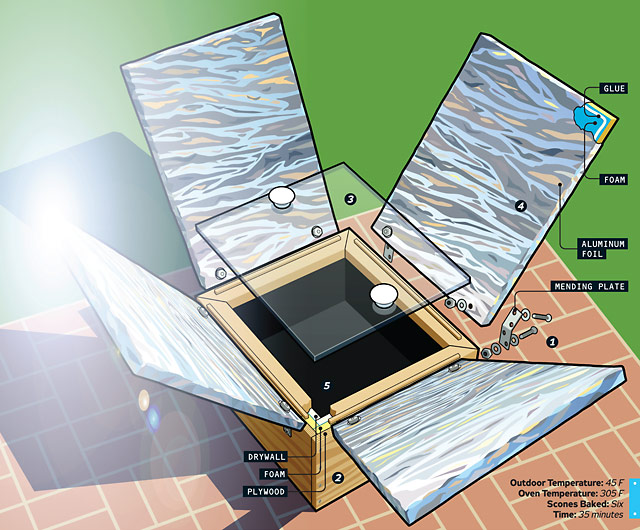 GLUE
3
FOAM
4
ALUMINUM
FOIL
MENDING PLATE
1
5
DRYWALL
FOAM
2
PLYWOOD
Outdoor Temperature: 45 F
Oven Temperature: 305 F
Scones Baked: Six
Time: 35 minutes